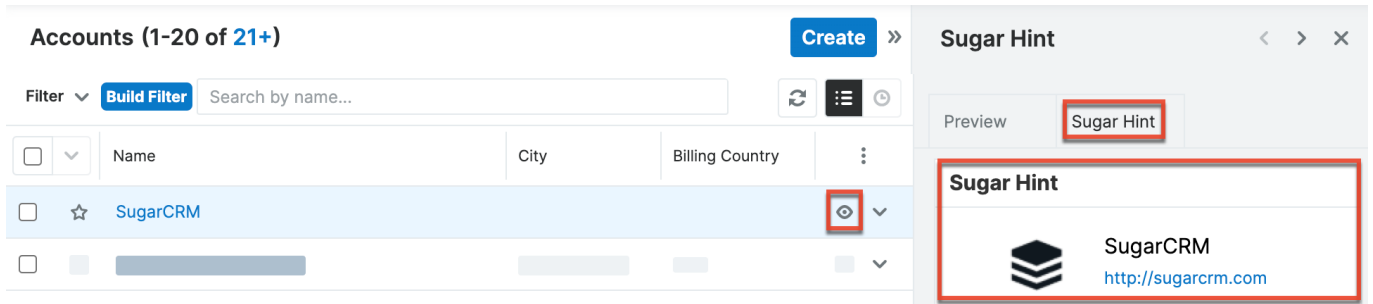 Accounts (1-20 of 21+)
Create
Filter
Build Filter
Search by name...
Name
City
Billing Country
SugarCRM
Sugar Hint
Preview
Sugar Hint
Sugar Hint
SugarCRM
http://sugarcrm.com